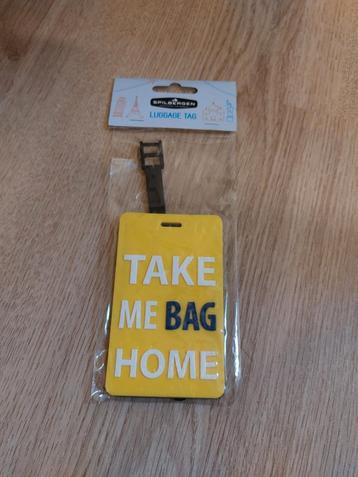 SPILBERGEN
LUGGAGE TAG
TAKE
ME BAG
HOME